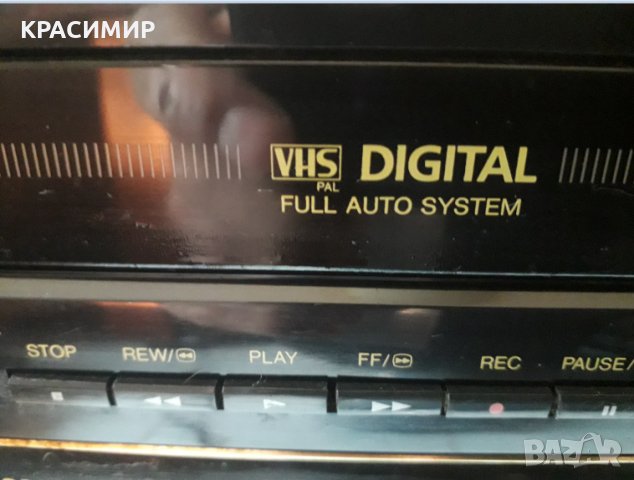 КРАСИМИР
VHS DIGITAL
PAL
FULL AUTO SYSTEM
STOP REW/ PLAY FF/ REC PAUSE/
BAZAR